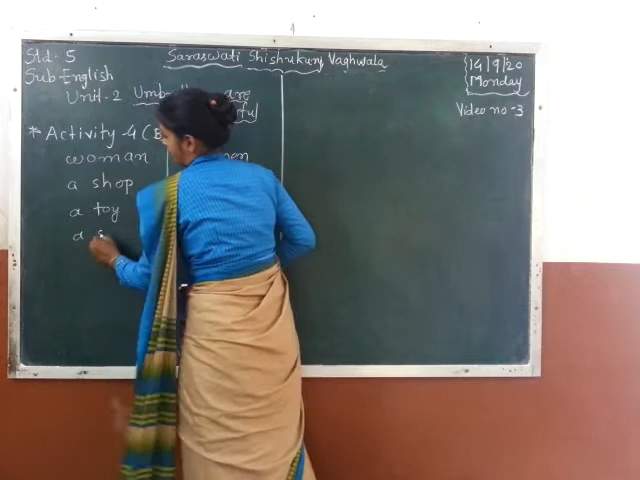 Std- 5
Saraswati Shishukunj Vaghwala
14/9/20
Monday
Sub-English
Unit-2
Video no-3
* Activity-4 (B
woman
a shop
a toy
a